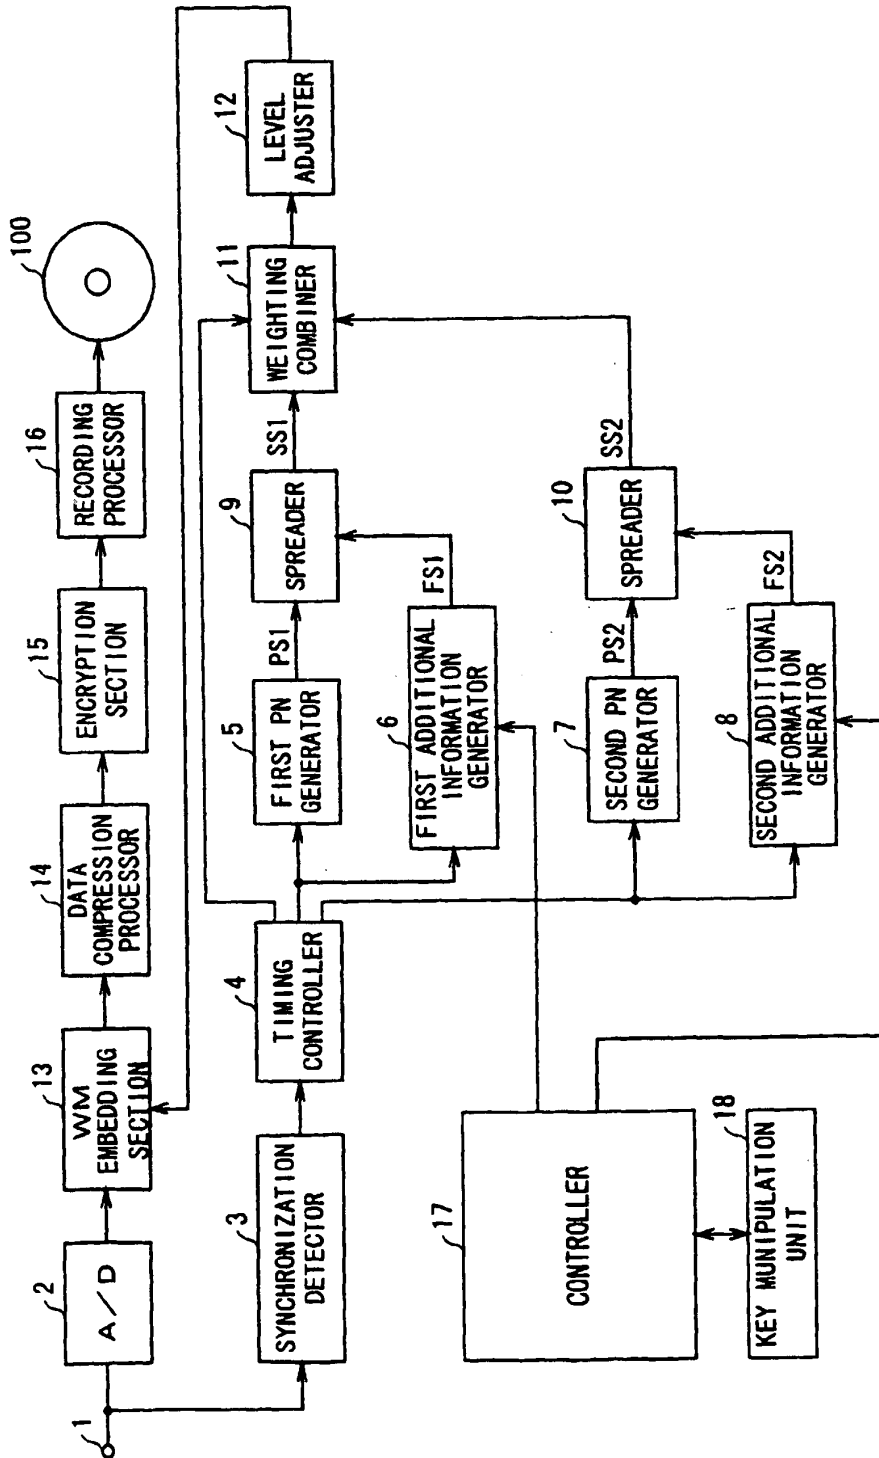 1
2
A/D
13
WM
EMBEDDING
SECTION
14
DATA
COMPRESSION
PROCESSOR
15
ENCRYPTION
SECTION
16
RECORDING
PROCESSOR
100
3
SYNCHRONIZATION
DETECTOR
4
TIMING
CONTROLLER
5
FIRST PN
GENERATOR
PS1
9
SPREADER
SS1
11
WEIGHTING
COMBINER
12
LEVEL
ADJUSTER
6
FIRST ADDITIONAL
INFORMATION
GENERATOR
FS1
7
SECOND PN
GENERATOR
PS2
10
SPREADER
SS2
8
SECOND ADDITIONAL
INFORMATION
GENERATOR
FS2
17
CONTROLLER
18
KEY MUNIPULATION
UNIT